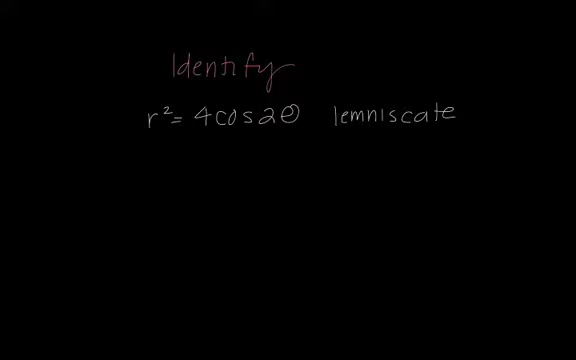 Identify
r² = 4cos2θ lemniscate